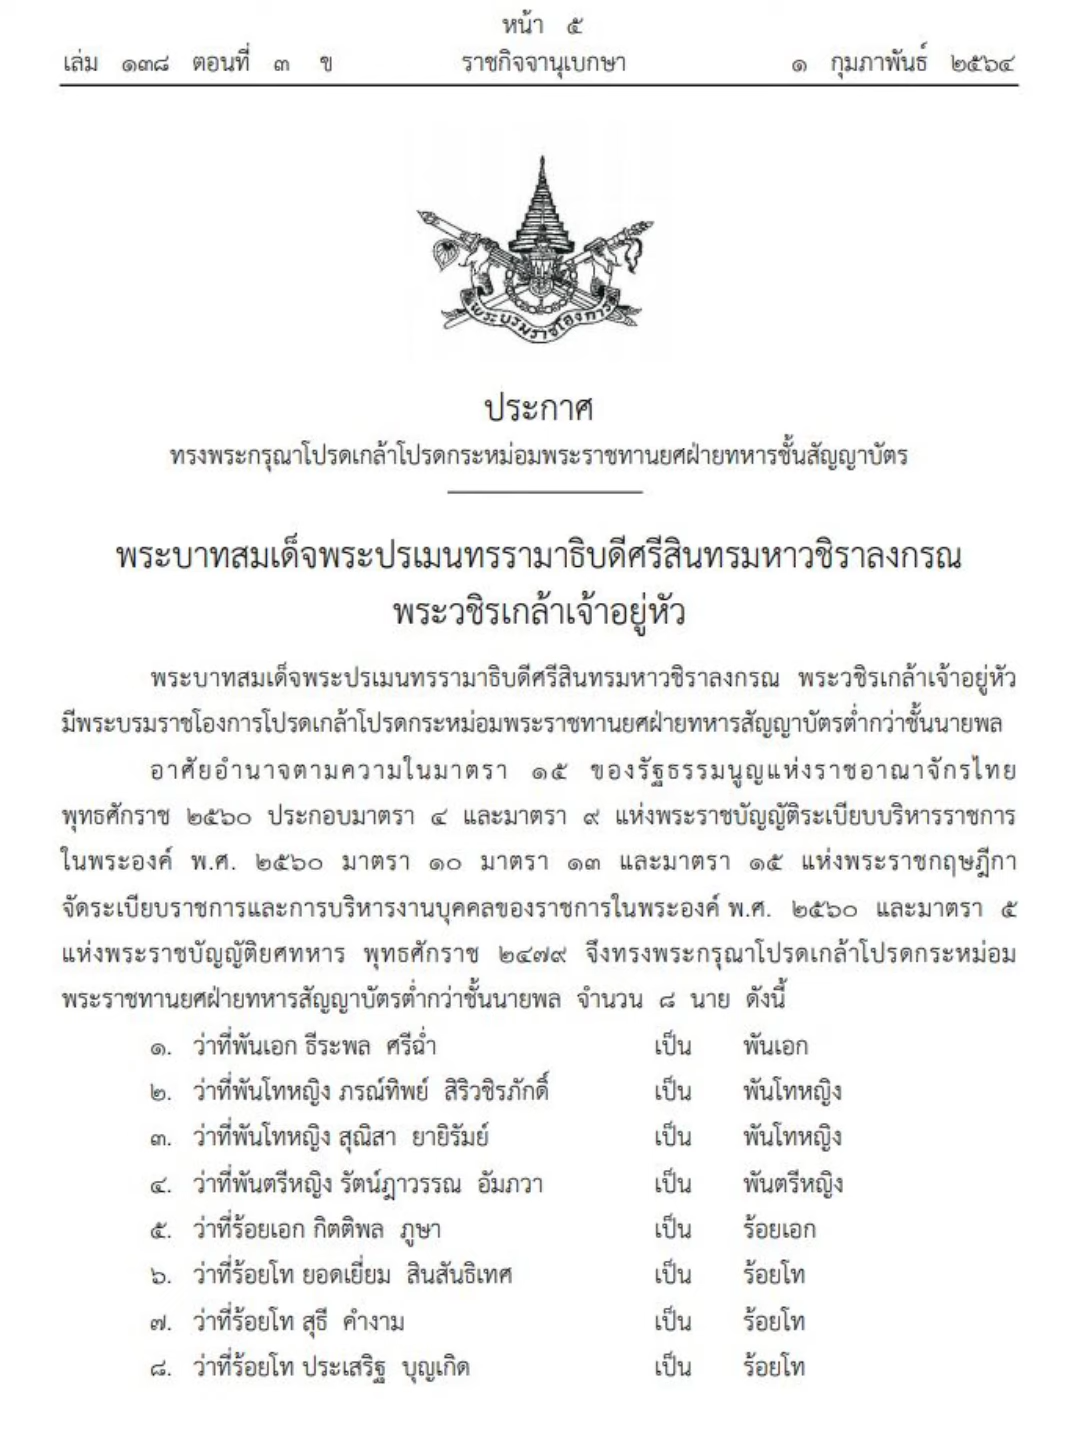 หน้า ๕
เล่ม ๑๓๘ ตอนที่ ๓ ข ราชกิจจานุเบกษา ๑ กุมภาพันธ์ ๒๕๖๔
พระบรมราชโองการ
ประกาศ
ทรงพระกรุณาโปรดเกล้าโปรดกระหม่อมพระราชทานยศฝ่ายทหารชั้นสัญญาบัตร
พระบาทสมเด็จพระปรเมนทรรามาธิบดีศรีสินทรมหาวชิราลงกรณ
พระวชิรเกล้าเจ้าอยู่หัว
พระบาทสมเด็จพระปรเมนทรรามาธิบดีศรีสินทรมหาวชิราลงกรณ พระวชิรเกล้าเจ้าอยู่หัว
มีพระบรมราชโองการโปรดเกล้าโปรดกระหม่อมพระราชทานยศฝ่ายทหารสัญญาบัตรต่ำกว่าชั้นนายพล
อาศัยอำนาจตามความในมาตรา ๑๕ ของรัฐธรรมนูญแห่งราชอาณาจักรไทย
พุทธศักราช ๒๕๖๐ ประกอบมาตรา ๔ และมาตรา ๙ แห่งพระราชบัญญัติระเบียบบริหารราชการ
ในพระองค์ พ.ศ. ๒๕๖๐ มาตรา ๑๐ มาตรา ๑๓ และมาตรา ๑๕ แห่งพระราชกฤษฎีกา
จัดระเบียบราชการและการบริหารงานบุคคลของราชการในพระองค์ พ.ศ. ๒๕๖๐ และมาตรา ๕
แห่งพระราชบัญญัติยศทหาร พุทธศักราช ๒๔๗๙ จึงทรงพระกรุณาโปรดเกล้าโปรดกระหม่อม
พระราชทานยศฝ่ายทหารสัญญาบัตรต่ำกว่าชั้นนายพล จำนวน ๘ นาย ดังนี้
๑. ว่าที่พันเอก ธีระพล ศรีฉ่ำ เป็น พันเอก
๒. ว่าที่พันโทหญิง ภรณ์ทิพย์ สิริวชิรภักดิ์ เป็น พันโทหญิง
๓. ว่าที่พันโทหญิง สุณิสา ยายิรัมย์ เป็น พันโทหญิง
๔. ว่าที่พันตรีหญิง รัตน์ฎาวรรณ อัมภวา เป็น พันตรีหญิง
๕. ว่าที่ร้อยเอก กิตติพล ภูษา เป็น ร้อยเอก
๖. ว่าที่ร้อยโท ยอดเยี่ยม สินสันธิเทศ เป็น ร้อยโท
๗. ว่าที่ร้อยโท สุธี คำงาม เป็น ร้อยโท
๘. ว่าที่ร้อยโท ประเสริฐ บุญเกิด เป็น ร้อยโท